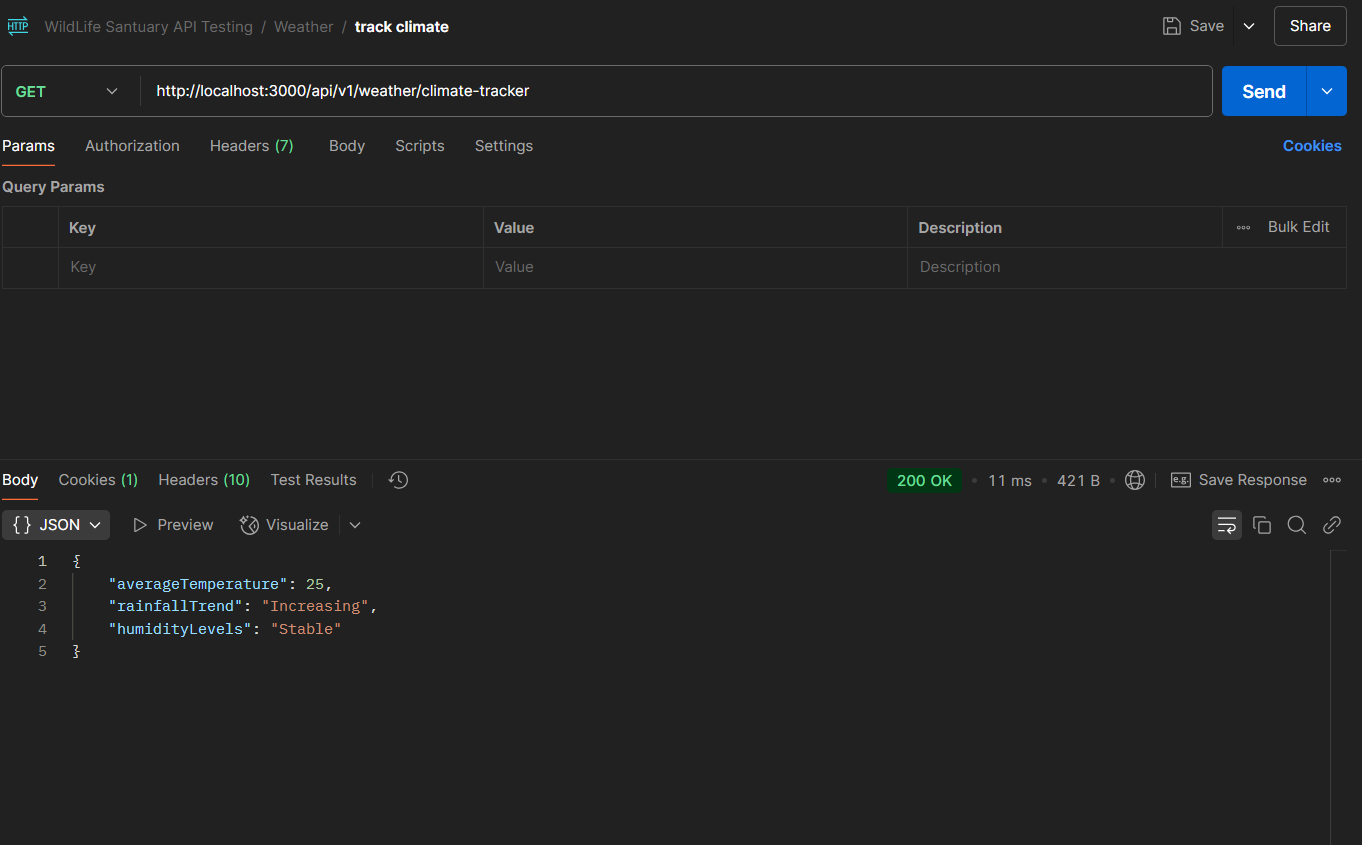 HTTP WildLife Santuary API Testing / Weather / track climate Save Share
GET http://localhost:3000/api/v1/weather/climate-tracker Send
Params Authorization Headers (7) Body Scripts Settings Cookies
Query Params
Key Value Description Bulk Edit
Key Value Description
Body Cookies (1) Headers (10) Test Results 200 OK 11 ms 421 B e.g. Save Response
{} JSON Preview Visualize
1 {
2 "averageTemperature": 25,
3 "rainfallTrend": "Increasing",
4 "humidityLevels": "Stable"
5 }